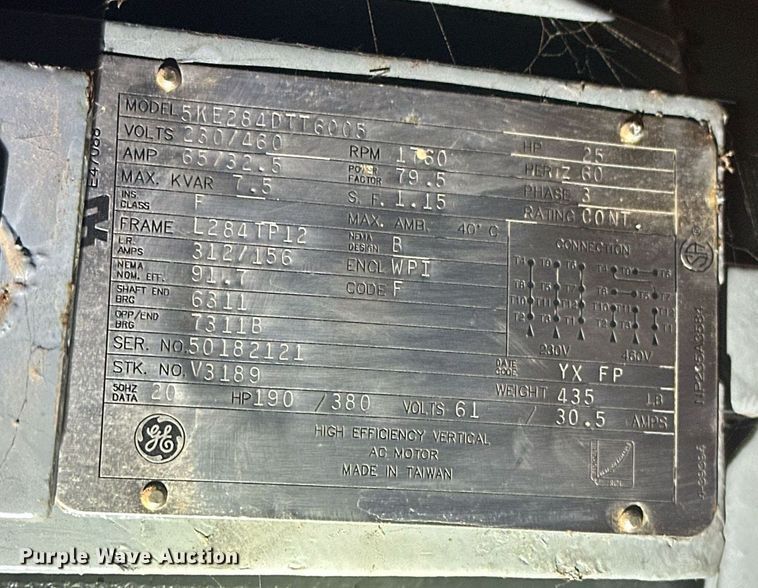 MODEL 5KE284DTT6005
VOLTS 230/460 RPM 1760 HP 25
AMP 65/32.5 POWER FACTOR 79.5 HERTZ 60
MAX. KVAR 7.5 S.F. 1.15 PHASE 3
INS CLASS F MAX. AMB. 40° C RATING CONT.
FRAME L284TP12 NEMA DESIGN B
L.R. AMPS 312/156 ENCL WPI
NEMA NOM. EFF. 91.7 CODE F
SHAFT END BRG 6311
OPP/END BRG 7311B
CONNECTION
230V 460V
SER. NO. 50182121 DATE CODE YX FP
STK. NO. V3189 WEIGHT 435 LB
50HZ DATA 20 HP 190 /380 VOLTS 61 / 30.5 AMPS
GE
HIGH EFFICIENCY VERTICAL
AC MOTOR
MADE IN TAIWAN
E47088
Purple Wave Auction